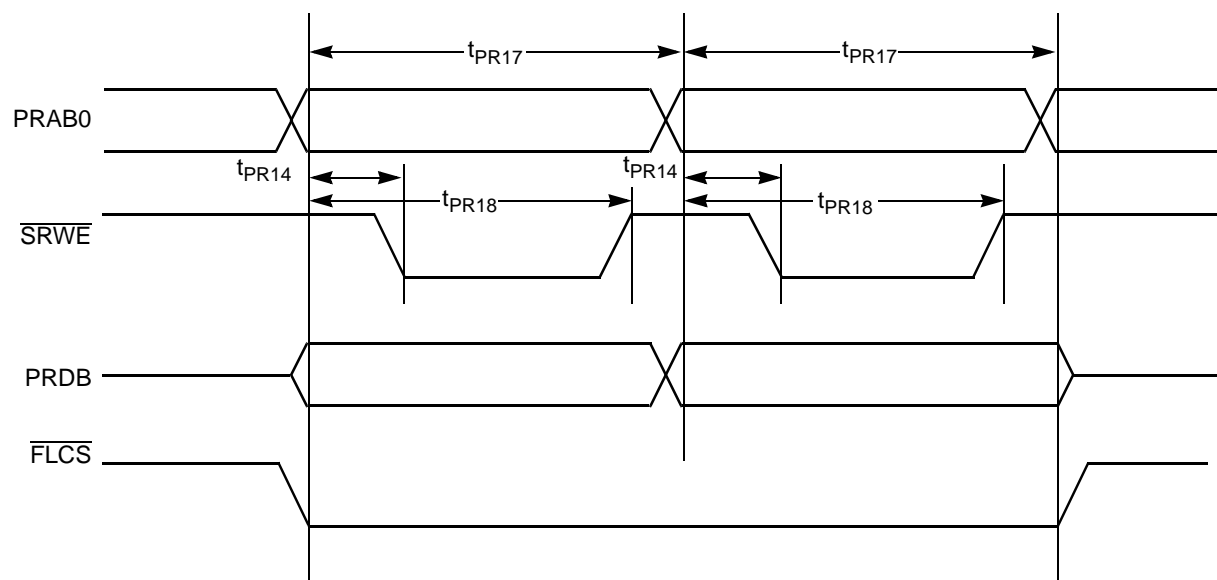 tPR17 tPR17
PRAB0
tPR14 tPR14
tPR18 tPR18
SRWE
PRDB
FLCS